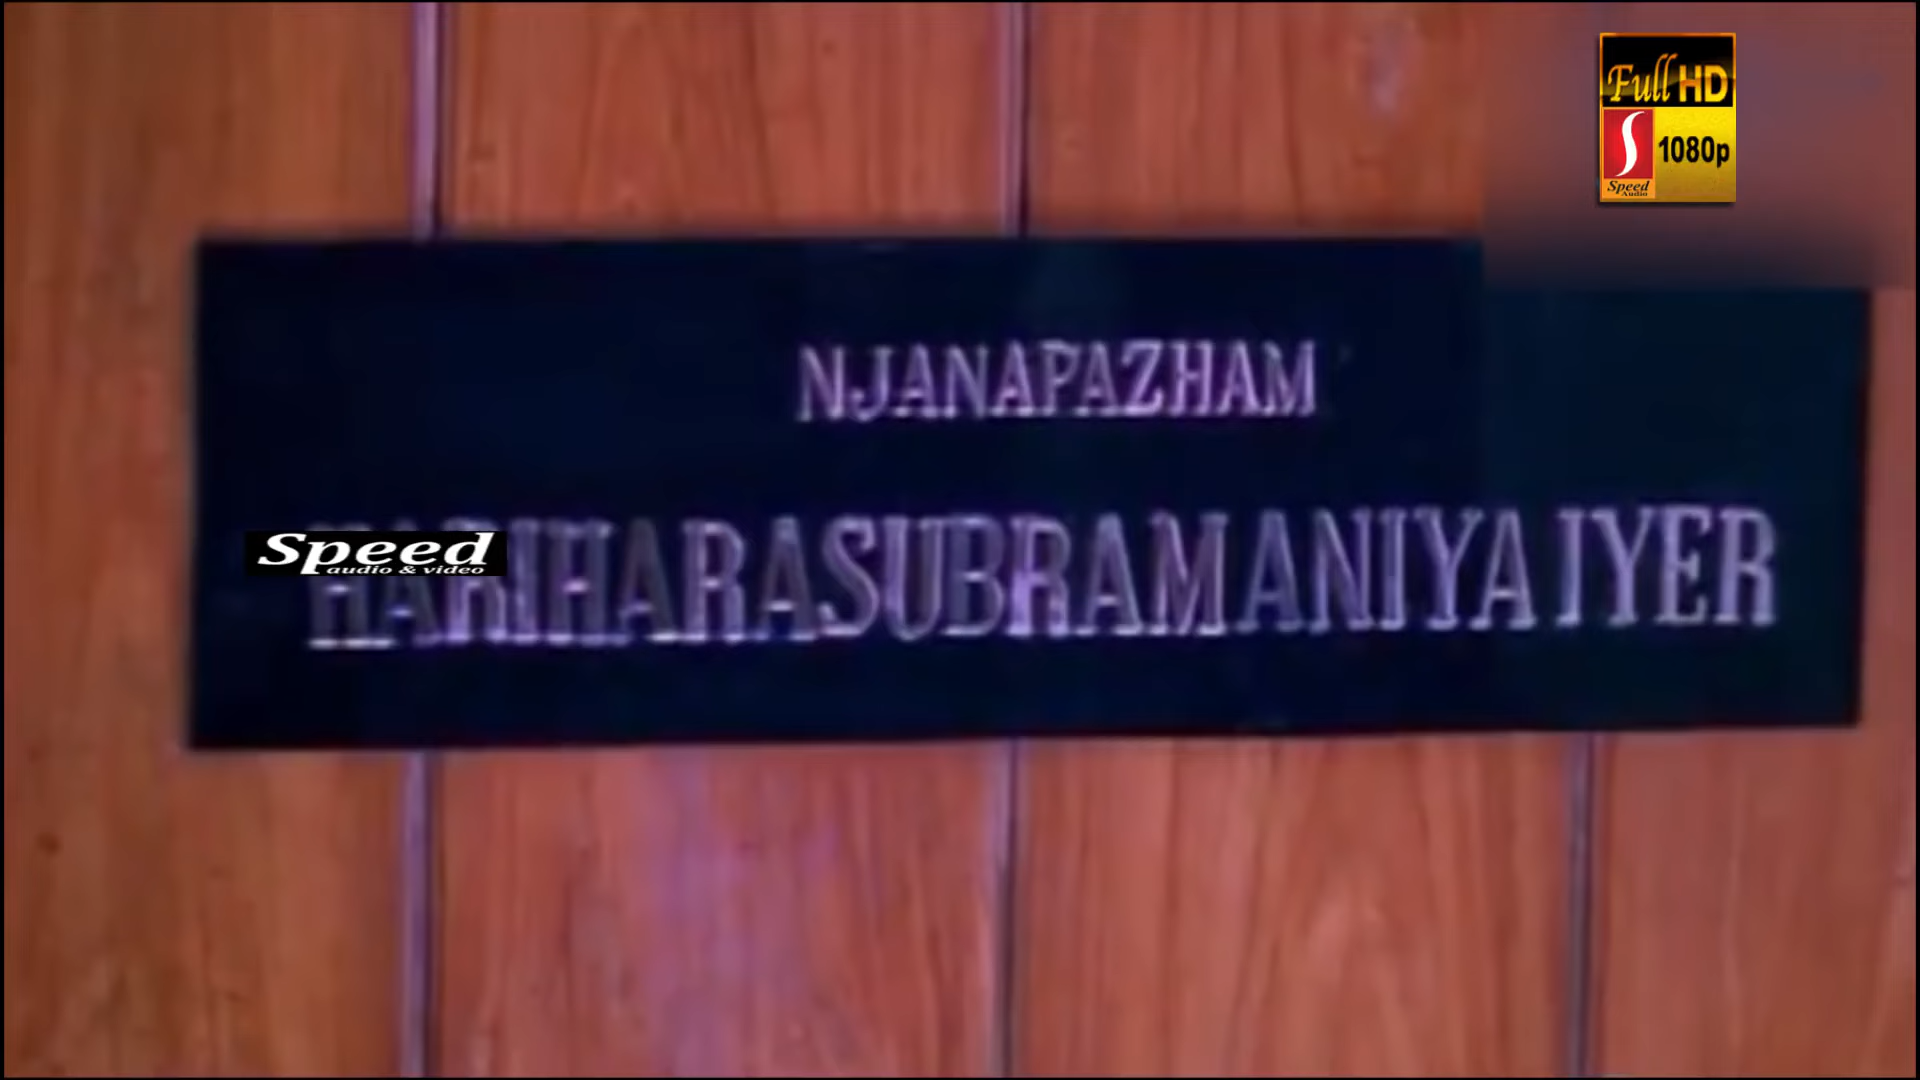 Full HD
S 1080p
Speed
Audio
NJANAPAZHAM
HARIHARASUBRAMANIYA IYER
Speed
audio & video